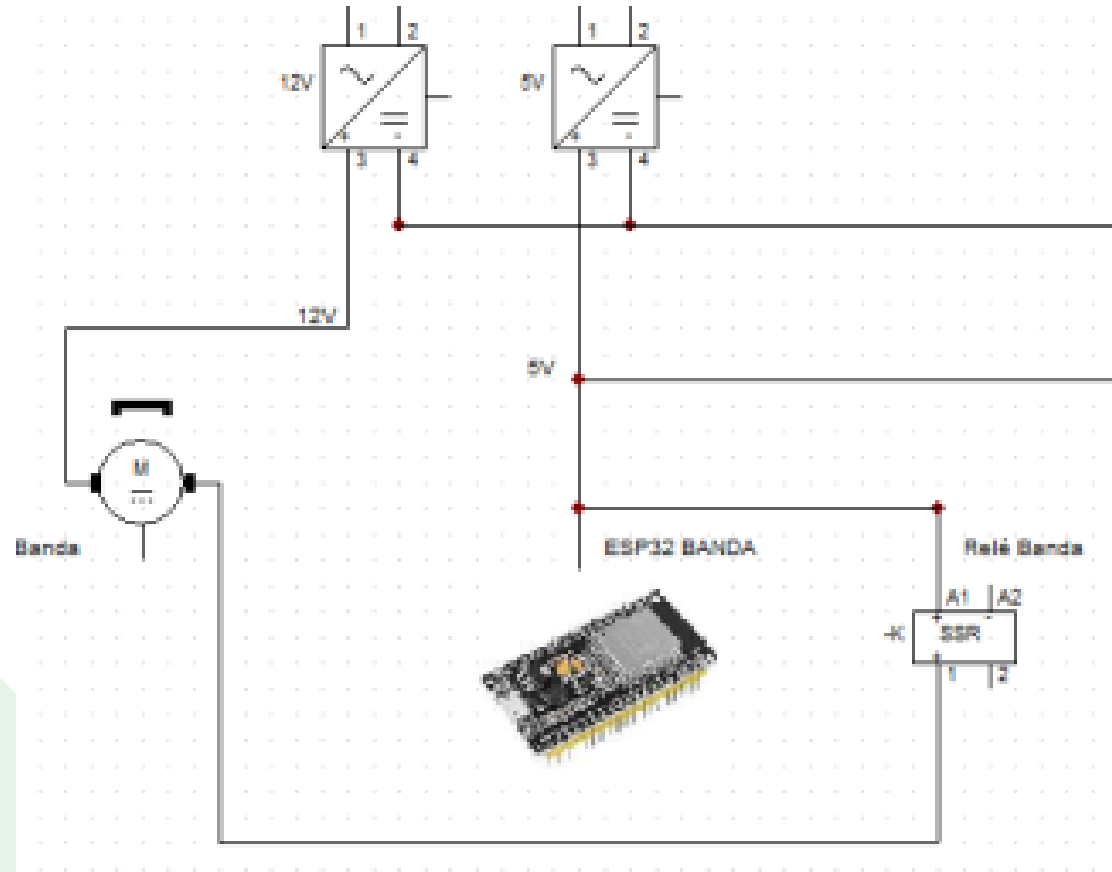 1 2
1 2
12V
5V
+ -
+ -
3 4
3 4
12V
5V
M
Banda
ESP32 BANDA
Relé Banda
A1 A2
-K
SSR
1 2